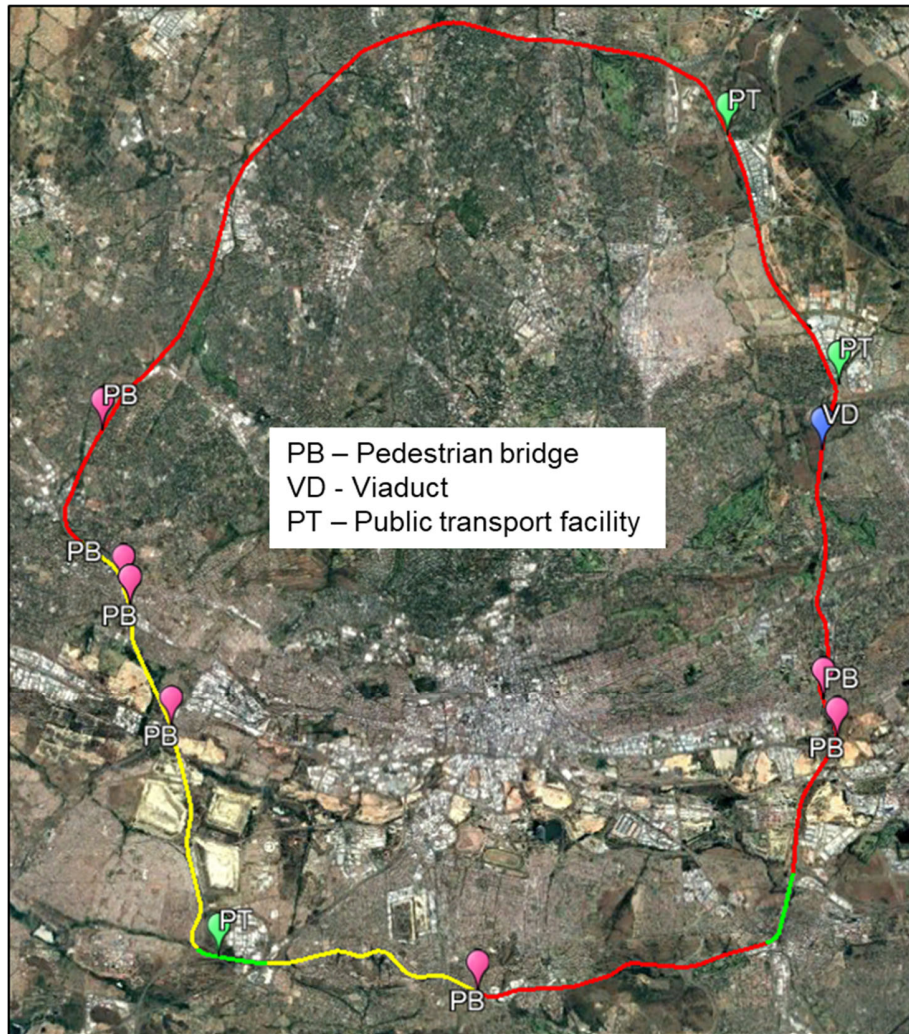 PT
PT
PB
VD
PB – Pedestrian bridge
VD - Viaduct
PT – Public transport facility
PB
PB
PB
PB
PB
PT
PB